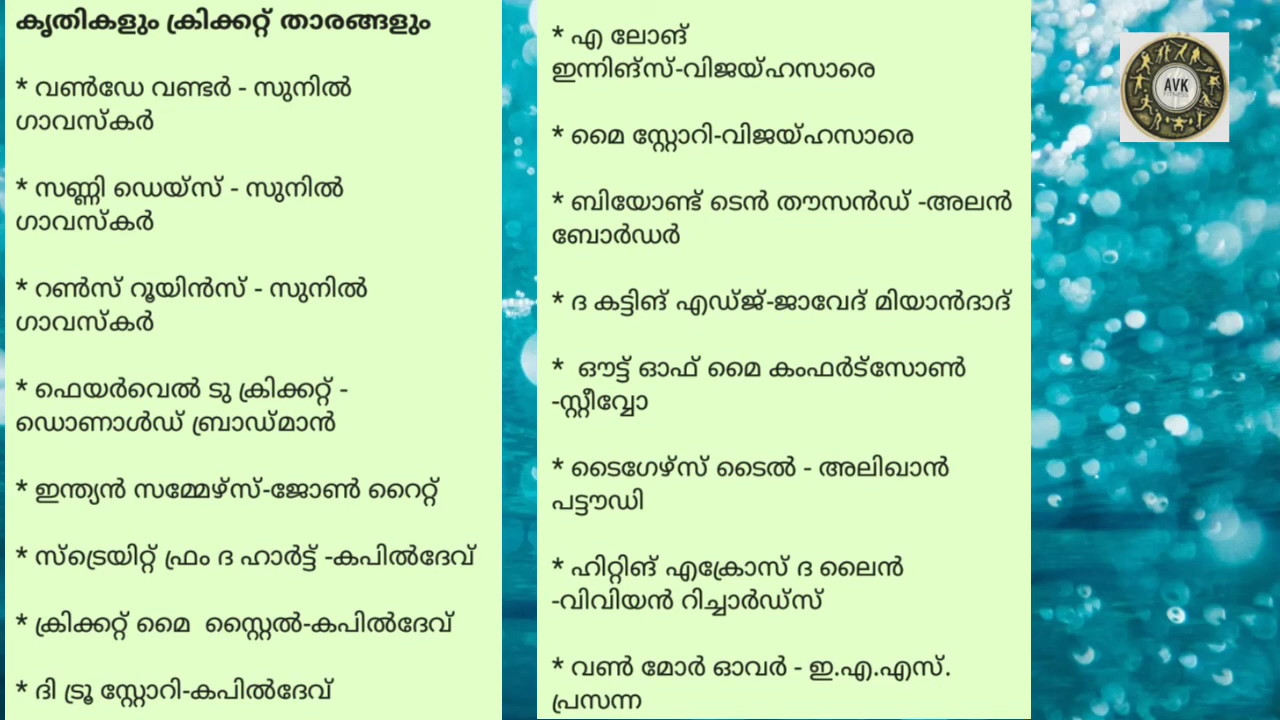 കൃതികളും ക്രിക്കറ്റ് താരങ്ങളും
* വൺഡേ വണ്ടർ - സുനിൽ
ഗാവസ്കർ
* സണ്ണി ഡെയ്സ് - സുനിൽ
ഗാവസ്കർ
* റൺസ് റൂയിൻസ് - സുനിൽ
ഗാവസ്കർ
* ഫെയർവെൽ ടു ക്രിക്കറ്റ് -
ഡൊണാൾഡ് ബ്രാഡ്മാൻ
* ഇന്ത്യൻ സമ്മേഴ്സ്-ജോൺ റൈറ്റ്
* സ്ട്രെയിറ്റ് ഫ്രം ദ ഹാർട്ട് -കപിൽദേവ്
* ക്രിക്കറ്റ് മൈ സ്റ്റൈൽ-കപിൽദേവ്
* ദി ട്രൂ സ്റ്റോറി-കപിൽദേവ്
* എ ലോങ്
ഇന്നിങ്സ്-വിജയ്ഹസാരെ
* മൈ സ്റ്റോറി-വിജയ്ഹസാരെ
* ബിയോണ്ട് ടെൻ തൗസൻഡ് -അലൻ
ബോർഡർ
* ദ കട്ടിങ് എഡ്ജ്-ജാവേദ് മിയാൻദാദ്
* ഔട്ട് ഓഫ് മൈ കംഫർട്സോൺ
-സ്റ്റീവ്വോ
* ടൈഗേഴ്സ് ടൈൽ - അലിഖാൻ
പട്ടൗഡി
* ഹിറ്റിങ് എക്രോസ് ദ ലൈൻ
-വിവിയൻ റിച്ചാർഡ്സ്
* വൺ മോർ ഓവർ - ഇ.എ.എസ്.
പ്രസന്ന
AVK
FITNESS